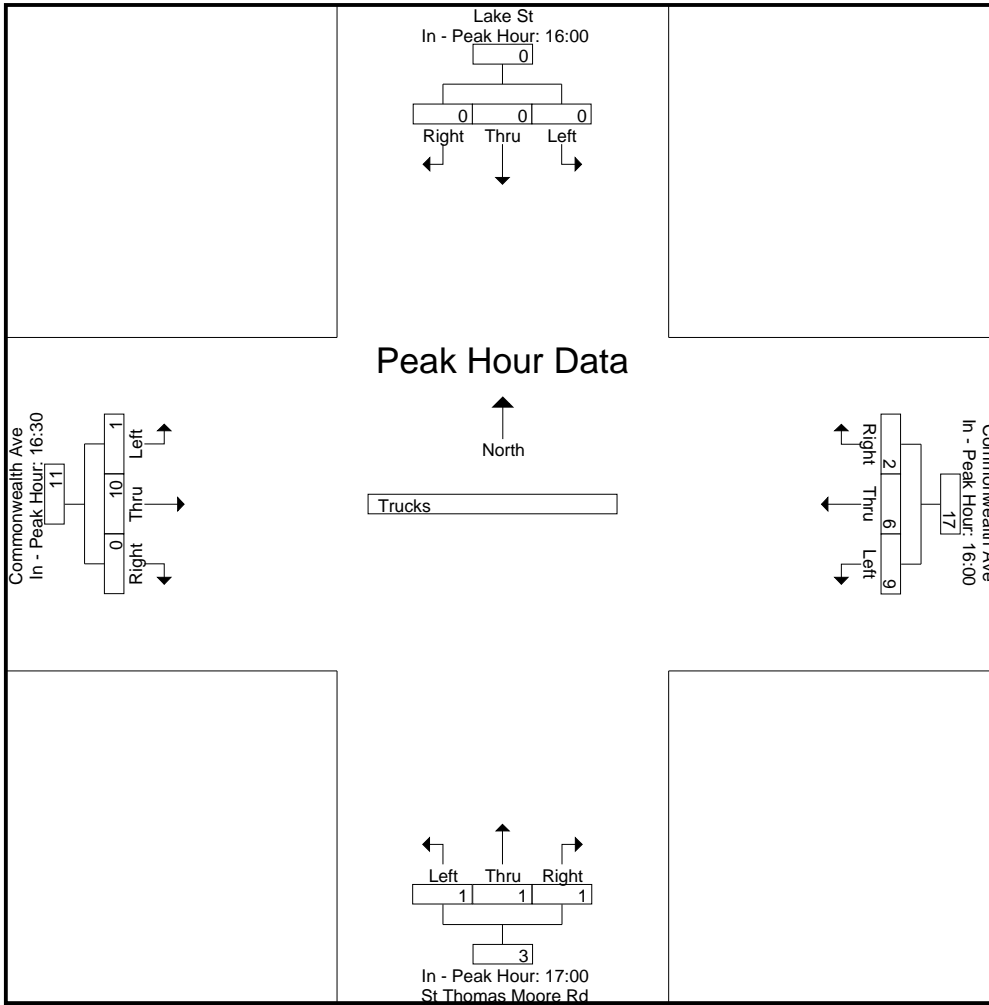 Lake St
In - Peak Hour: 16:00
0
0 0 0
Right Thru Left
Peak Hour Data
North
Trucks
Commonwealth Ave
In - Peak Hour: 16:30
11
1 10 0
Left Thru Right
Commonwealth Ave
In - Peak Hour: 16:00
17
2 6 9
Right Thru Left
Left Thru Right
1 1 1
3
In - Peak Hour: 17:00
St Thomas Moore Rd